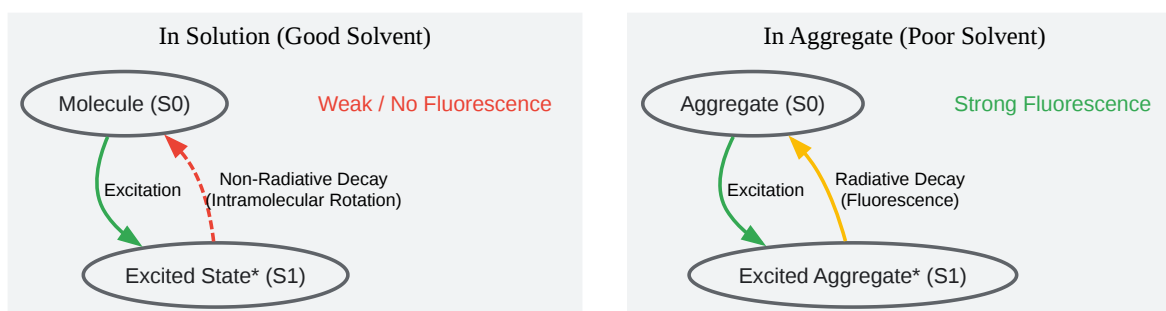 In Solution (Good Solvent)
Molecule (S0)
Weak / No Fluorescence
Excitation
Non-Radiative Decay
(Intramolecular Rotation)
Excited State* (S1)
In Aggregate (Poor Solvent)
Aggregate (S0)
Strong Fluorescence
Excitation
Radiative Decay
(Fluorescence)
Excited Aggregate* (S1)